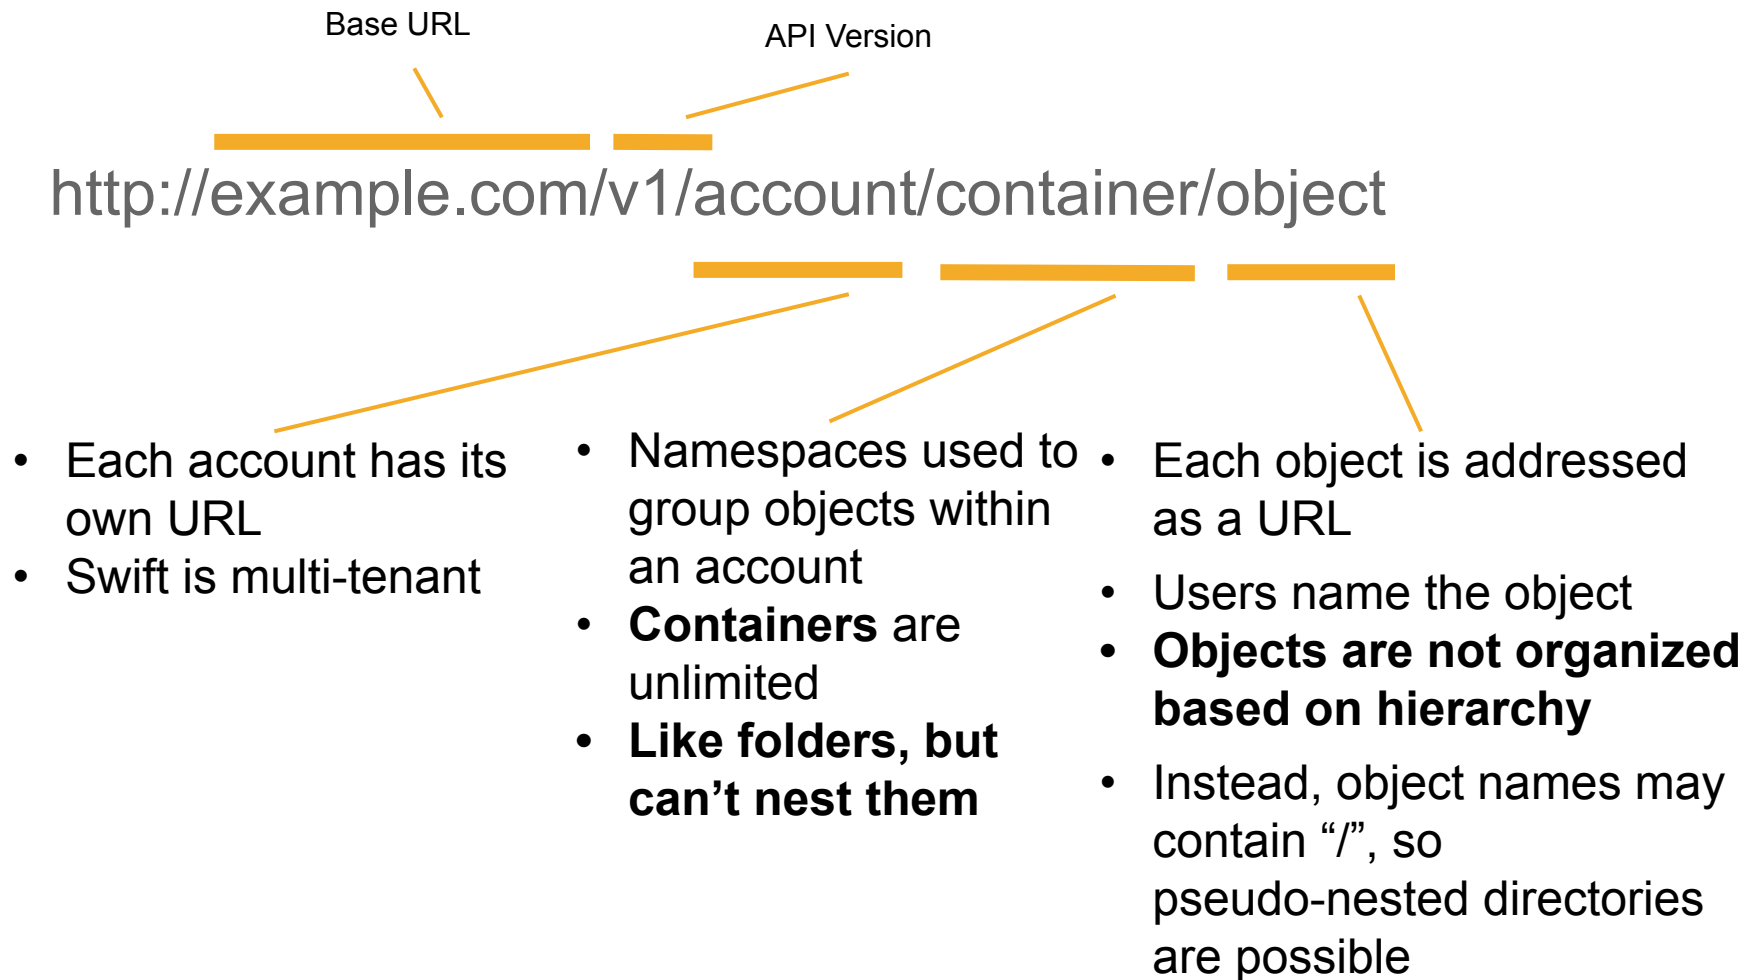 Base URL
API Version
http://example.com/v1/account/container/object
• Each account has its
own URL
• Swift is multi-tenant
• Namespaces used to
group objects within
an account
• Containers are
unlimited
• Like folders, but
can’t nest them
• Each object is addressed
as a URL
• Users name the object
• Objects are not organized
based on hierarchy
• Instead, object names may
contain “/”, so
pseudo-nested directories
are possible